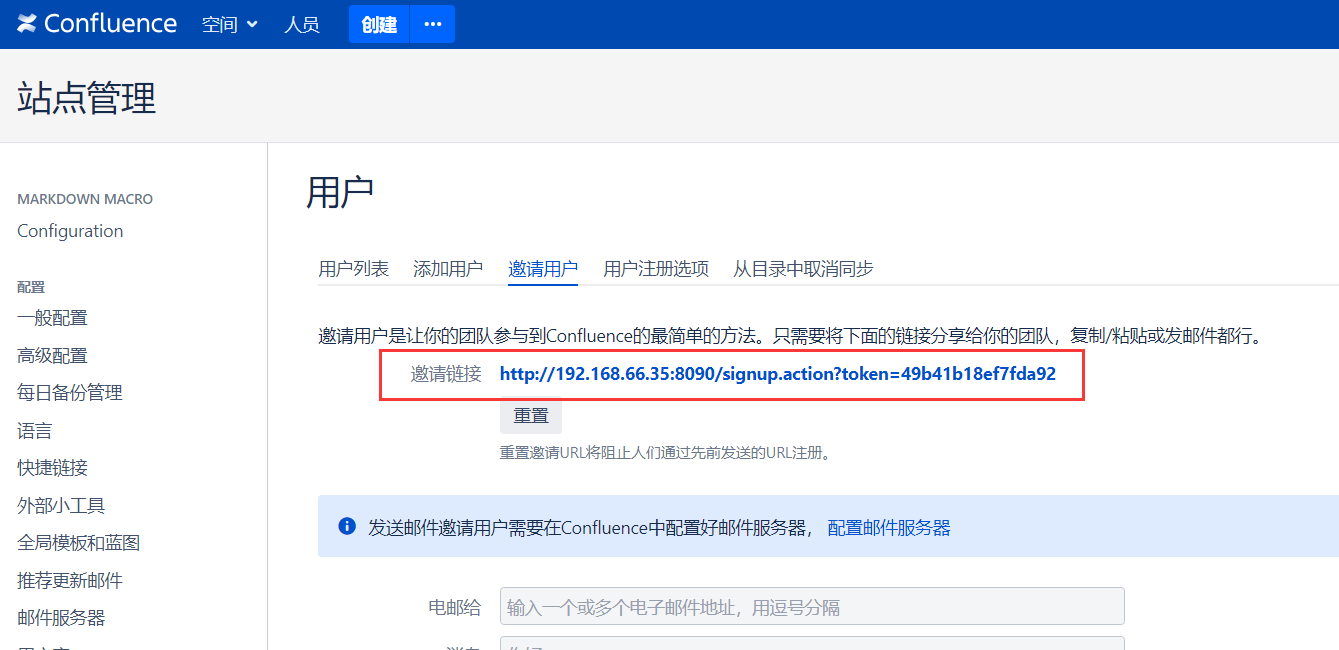 Confluence 空间 人员 创建 ···
站点管理
MARKDOWN MACRO
Configuration
配置
一般配置
高级配置
每日备份管理
语言
快捷链接
外部小工具
全局模板和蓝图
推荐更新邮件
邮件服务器
用户
用户列表 添加用户 邀请用户 用户注册选项 从目录中取消同步
邀请用户是让你的团队参与到Confluence的最简单的方法。只需要将下面的链接分享给你的团队，复制/粘贴或发邮件都行。
邀请链接 http://192.168.66.35:8090/signup.action?token=49b41b18ef7fda92
重置
重置邀请URL将阻止人们通过先前发送的URL注册。
发送邮件邀请用户需要在Confluence中配置好邮件服务器， 配置邮件服务器
电邮给 输入一个或多个电子邮件地址，用逗号分隔